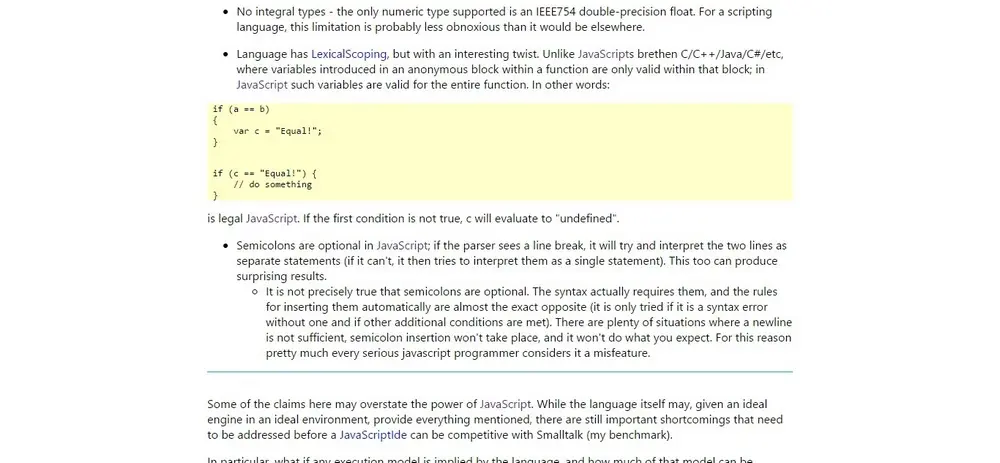 No integral types - the only numeric type supported is an IEEE754 double-precision float. For a scripting
language, this limitation is probably less obnoxious than it would be elsewhere.
Language has LexicalScoping, but with an interesting twist. Unlike JavaScripts brethen C/C++/Java/C#/etc,
where variables introduced in an anonymous block within a function are only valid within that block; in
JavaScript such variables are valid for the entire function. In other words:
if (a == b)
{
var c = "Equal!";
}
if (c == "Equal!") {
// do something
}
is legal JavaScript. If the first condition is not true, c will evaluate to "undefined".
Semicolons are optional in JavaScript; if the parser sees a line break, it will try and interpret the two lines as
separate statements (if it can't, it then tries to interpret them as a single statement). This too can produce
surprising results.
It is not precisely true that semicolons are optional. The syntax actually requires them, and the rules
for inserting them automatically are almost the exact opposite (it is only tried if it is a syntax error
without one and if other additional conditions are met). There are plenty of situations where a newline
is not sufficient, semicolon insertion won't take place, and it won't do what you expect. For this reason
pretty much every serious javascript programmer considers it a misfeature.
Some of the claims here may overstate the power of JavaScript. While the language itself may, given an ideal
engine in an ideal environment, provide everything mentioned, there are still important shortcomings that need
to be addressed before a JavaScriptIde can be competitive with Smalltalk (my benchmark).
In particular, what if any execution model is implied by the language, and how much of that model can be